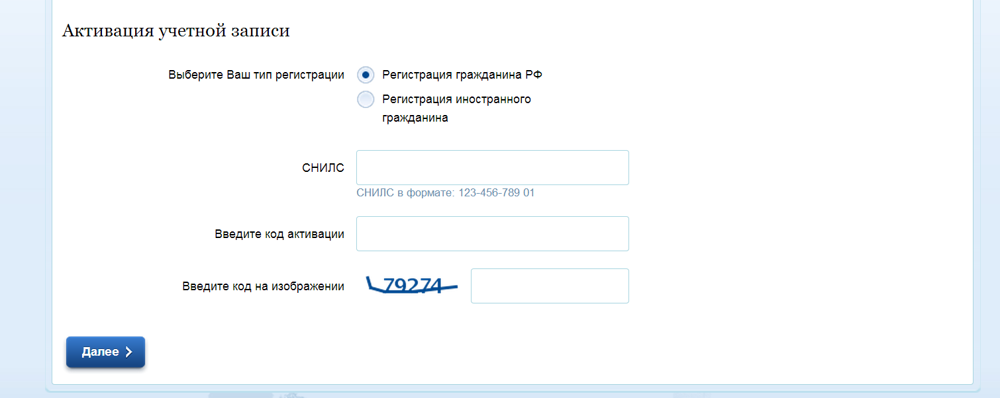 Активация учетной записи
Выберите Ваш тип регистрации
Регистрация гражданина РФ
Регистрация иностранного
гражданина
СНИЛС
СНИЛС в формате: 123-456-789 01
Введите код активации
Введите код на изображении
79274
Далее